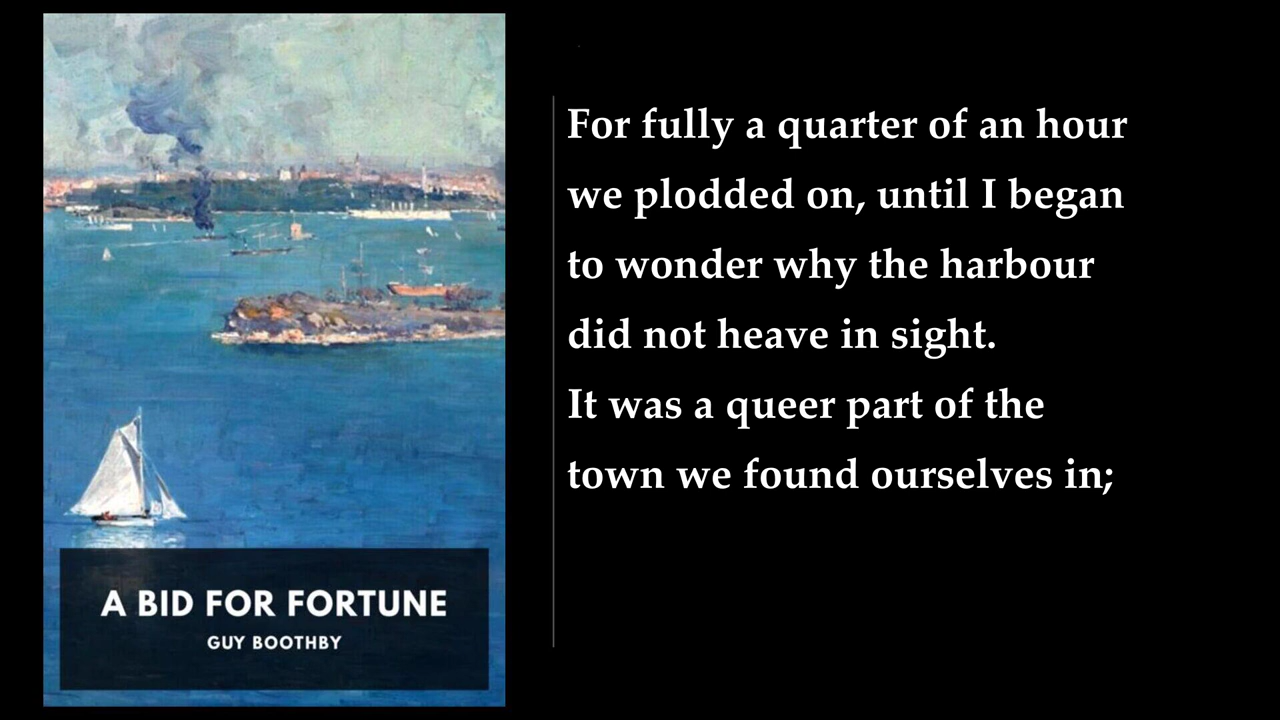 A BID FOR FORTUNE
GUY BOOTHBY
For fully a quarter of an hour
we plodded on, until I began
to wonder why the harbour
did not heave in sight.
It was a queer part of the
town we found ourselves in;